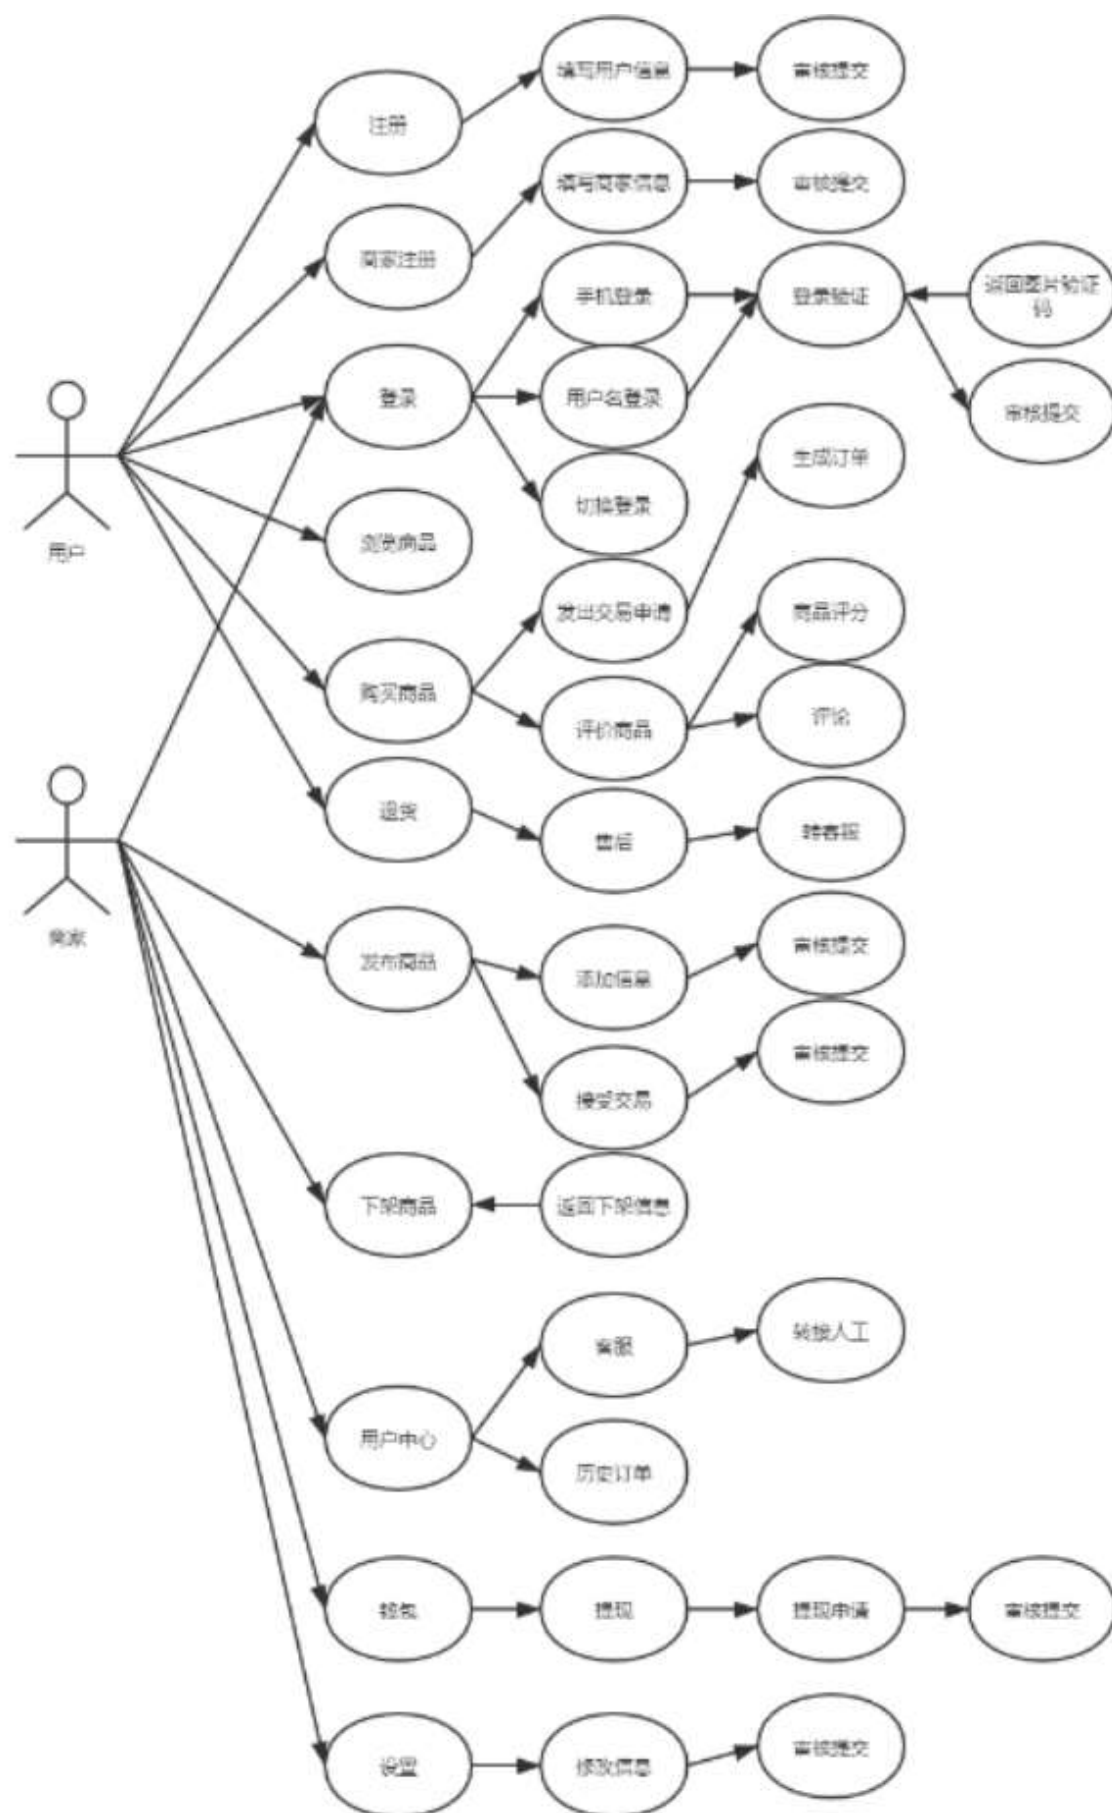 填写用户信息
审核提交
注册
填写商家信息
审核提交
商家注册
手机登录
登录验证
返回图片验证
码
登录
用户名登录
审核提交
生成订单
切换登录
用户
浏览商品
发出交易申请
商品评分
购买商品
评价商品
评论
退货
售后
转客服
商家
发布商品
添加信息
审核提交
接受交易
审核提交
下架商品
返回下架信息
客服
转接人工
用户中心
历史订单
钱包
提现
提现申请
审核提交
设置
修改信息
审核提交